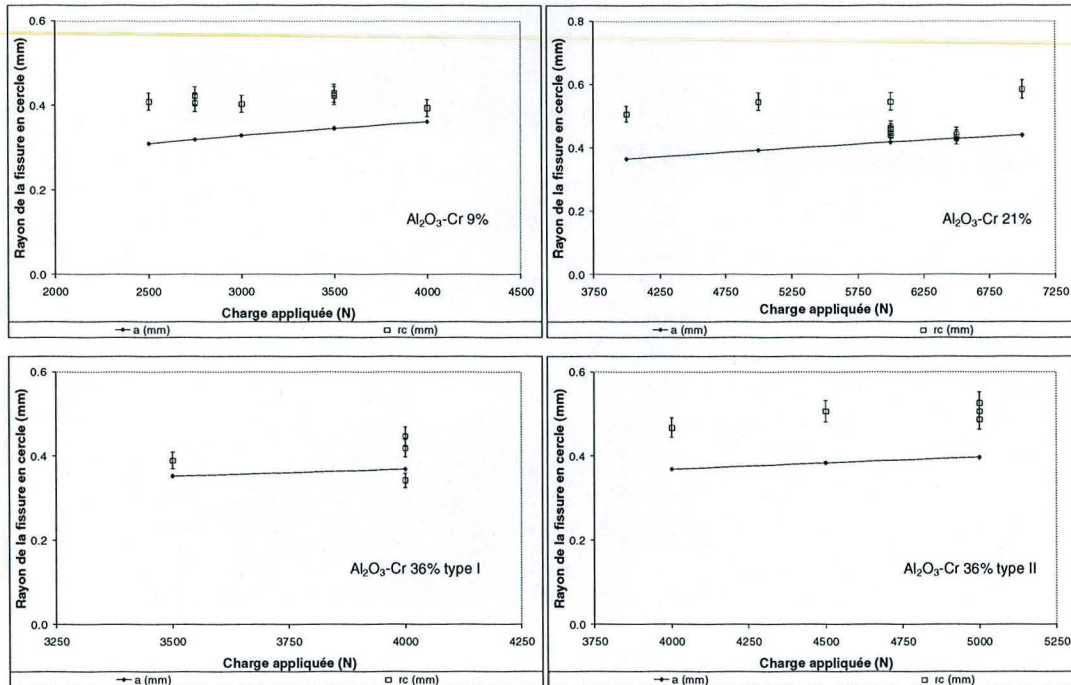 Rayon de la fissure en cercle (mm)
0.6
0.4
0.2
0.0
Al₂O₃-Cr 9%
2000 2500 3000 3500 4000 4500
Charge appliquée (N)
a (mm) rc (mm)
Rayon de la fissure en cercle (mm)
0.8
0.6
0.4
0.2
0.0
Al₂O₃-Cr 21%
3750 4250 4750 5250 5750 6250 6750 7250
Charge appliquée (N)
a (mm) rc (mm)
Rayon de la fissure en cercle (mm)
0.6
0.4
0.2
0.0
Al₂O₃-Cr 36% type I
3250 3500 3750 4000 4250
Charge appliquée (N)
a (mm) rc (mm)
Rayon de la fissure en cercle (mm)
0.6
0.4
0.2
0.0
Al₂O₃-Cr 36% type II
3750 4000 4250 4500 4750 5000 5250
Charge appliquée (N)
a (mm) rc (mm)